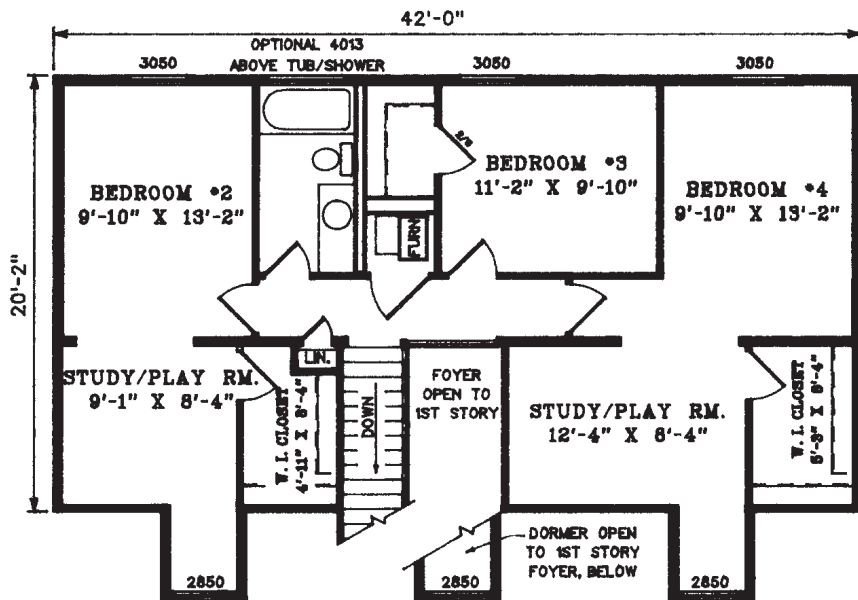 42'-0"
OPTIONAL 4013
ABOVE TUB/SHOWER
3050
3050
3050
2/6
BEDROOM #2
9'-10" X 13'-2"
BEDROOM #3
11'-2" X 9'-10"
BEDROOM #4
9'-10" X 13'-2"
FURN
20'-2"
LIN.
STUDY/PLAY RM.
9'-1" X 8'-4"
W. I. CLOSET
4'-11" X 8'-4"
DOWN
FOYER
OPEN TO
1ST STORY
STUDY/PLAY RM.
12'-4" X 8'-4"
W. I. CLOSET
5'-3" X 8'-4"
DORMER OPEN
TO 1ST STORY
FOYER, BELOW
2850
2850
2850